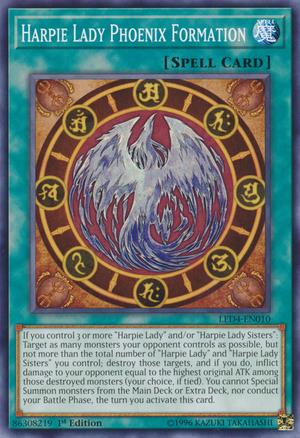 HARPIE LADY PHOENIX FORMATION
[SPELL CARD]
LED4-EN010
If you control 3 or more "Harpie Lady" and/or "Harpie Lady Sisters":
Target as many monsters your opponent controls as possible, but
not more than the total number of "Harpie Lady" and "Harpie Lady
Sisters" you control; destroy those targets, and if you do, inflict
damage to your opponent equal to the highest original ATK among
those destroyed monsters (your choice, if tied). You cannot Special
Summon monsters from the Main Deck or Extra Deck, nor conduct
your Battle Phase, the turn you activate this card.
86308219 1st Edition ©1996 KAZUKI TAKAHASHI